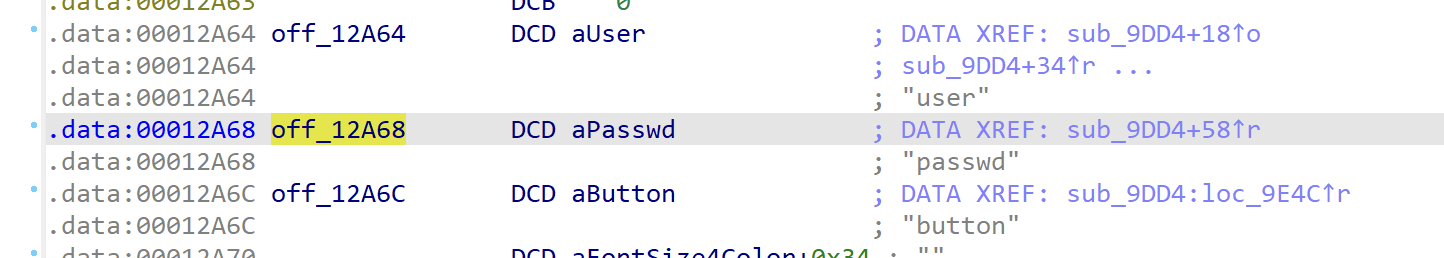 .data:00012A63 DCB 0
.data:00012A64 off_12A64 DCD aUser ; DATA XREF: sub_9DD4+18↑o
.data:00012A64 ; sub_9DD4+34↑r ...
.data:00012A64 ; "user"
.data:00012A68 off_12A68 DCD aPasswd ; DATA XREF: sub_9DD4+58↑r
.data:00012A68 ; "passwd"
.data:00012A6C off_12A6C DCD aButton ; DATA XREF: sub_9DD4:loc_9E4C↑r
.data:00012A6C ; "button"
.data:00012A70 DCD aFontSize4Color+0x34 ; ""